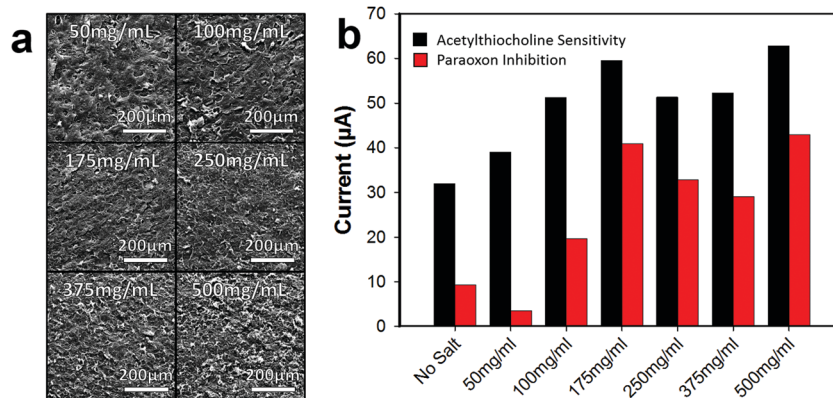 a
50mg/mL
100mg/mL
200µm
200µm
175mg/mL
250mg/mL
200µm
200µm
375mg/mL
500mg/mL
200µm
200µm
b
70
60
50
40
30
20
10
0
Current (µA)
Acetylthiocholine Sensitivity
Paraoxon Inhibition
No Salt
50mg/ml
100mg/ml
175mg/ml
250mg/ml
375mg/ml
500mg/ml